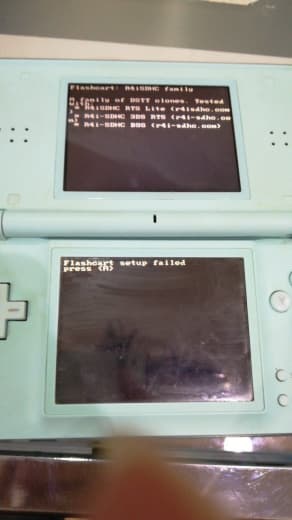 Flashcart: R4iSDHC family
A family of DSTT clones. Tested
* R4iSDHC RTS Lite (r4isdhc.com
* R4i-SDHC 3DS RTS (r4i-sdhc.co
* R4i-SDHC B9S (r4i-sdhc.com)
Flashcart setup failed
press <A>